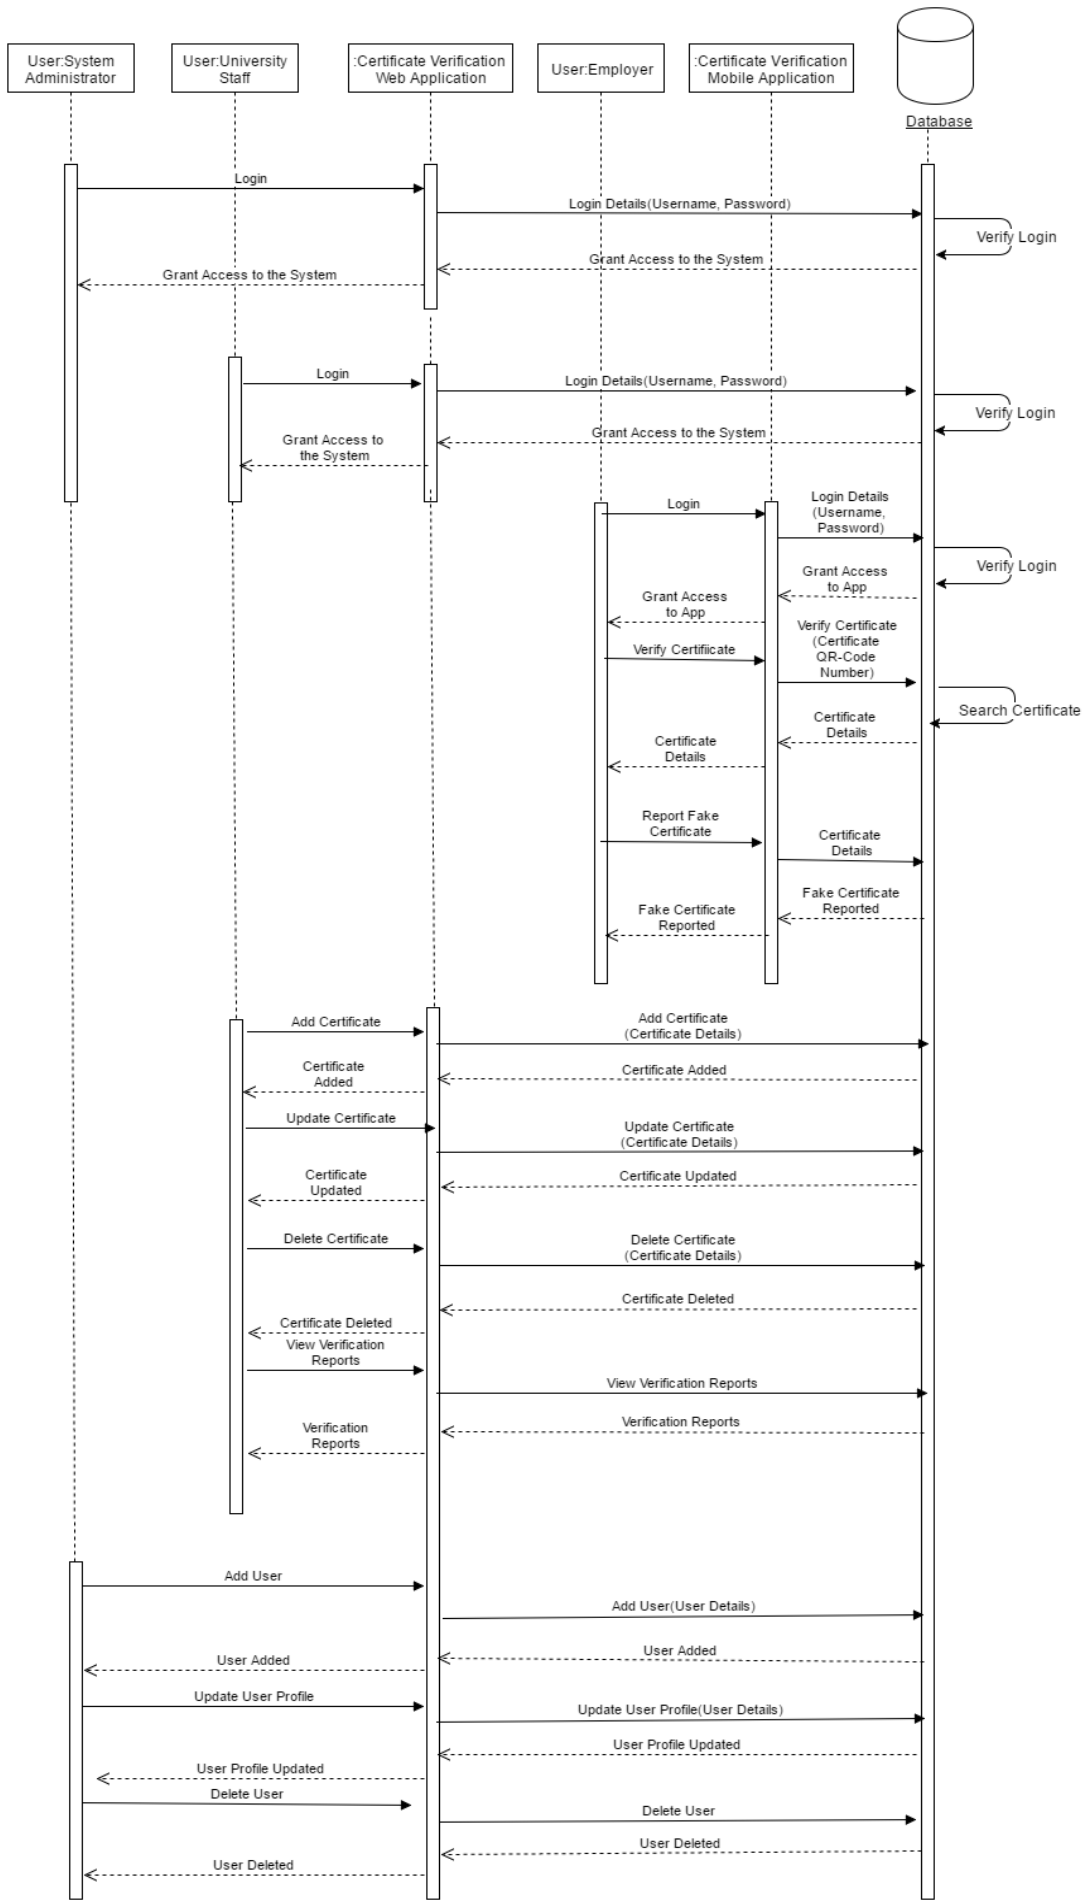 User:System
Administrator
User:University
Staff
:Certificate Verification
Web Application
User:Employer
:Certificate Verification
Mobile Application
Database
Login
Login Details(Username, Password)
Verify Login
Grant Access to the System
Grant Access to the System
Login
Login Details(Username, Password)
Verify Login
Grant Access to the System
Grant Access to
the System
Login
Login Details
(Username,
Password)
Verify Login
Grant Access
to App
Grant Access
to App
Verify Certifiicate
Verify Certificate
(Certificate
QR-Code
Number)
Search Certificate
Certificate
Details
Certificate
Details
Report Fake
Certificate
Certificate
Details
Fake Certificate
Reported
Fake Certificate
Reported
Add Certificate
Add Certificate
(Certificate Details)
Certificate Added
Certificate
Added
Update Certificate
Update Certificate
(Certificate Details)
Certificate Updated
Certificate
Updated
Delete Certificate
Delete Certificate
(Certificate Details)
Certificate Deleted
Certificate Deleted
View Verification
Reports
View Verification Reports
Verification Reports
Verification
Reports
Add User
Add User(User Details)
User Added
User Added
Update User Profile
Update User Profile(User Details)
User Profile Updated
User Profile Updated
Delete User
Delete User
User Deleted
User Deleted